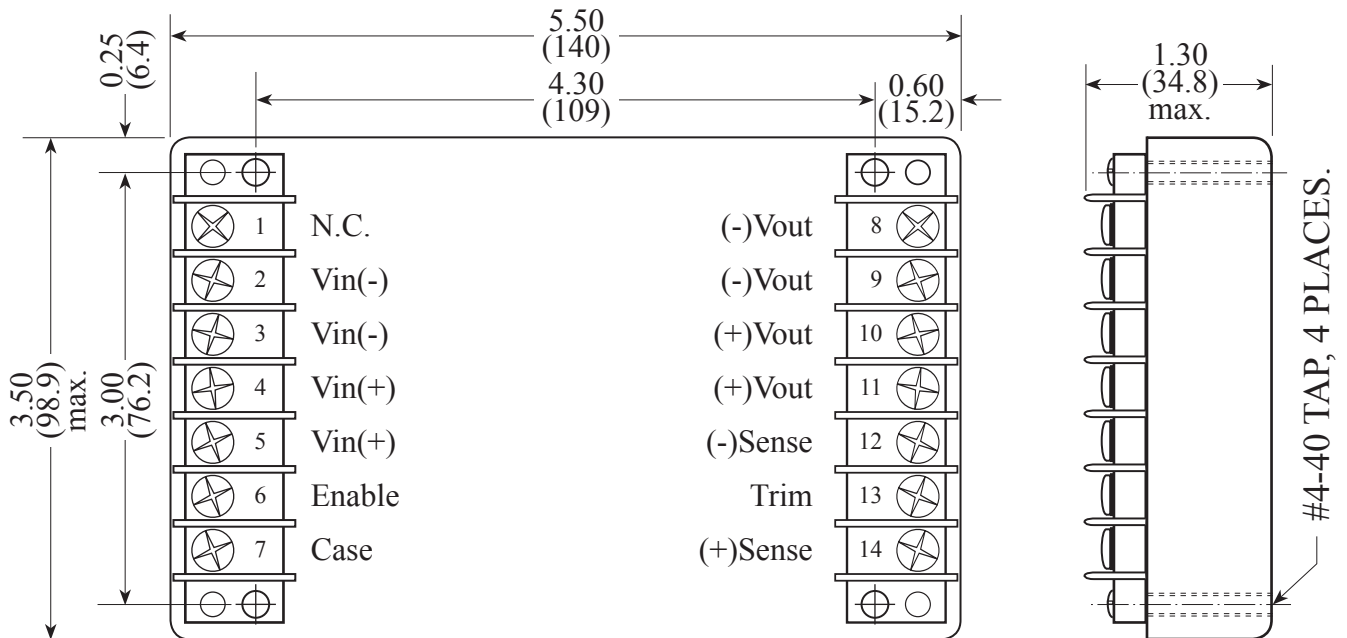 5.50
(140)
0.25
(6.4)
4.30
(109)
0.60
(15.2)
1.30
(34.8)
max.
3.50
(98.9)
max.
3.00
(76.2)
1 N.C.
2 Vin(-)
3 Vin(-)
4 Vin(+)
5 Vin(+)
6 Enable
7 Case
(-)Vout 8
(-)Vout 9
(+)Vout 10
(+)Vout 11
(-)Sense 12
Trim 13
(+)Sense 14
#4-40 TAP, 4 PLACES.